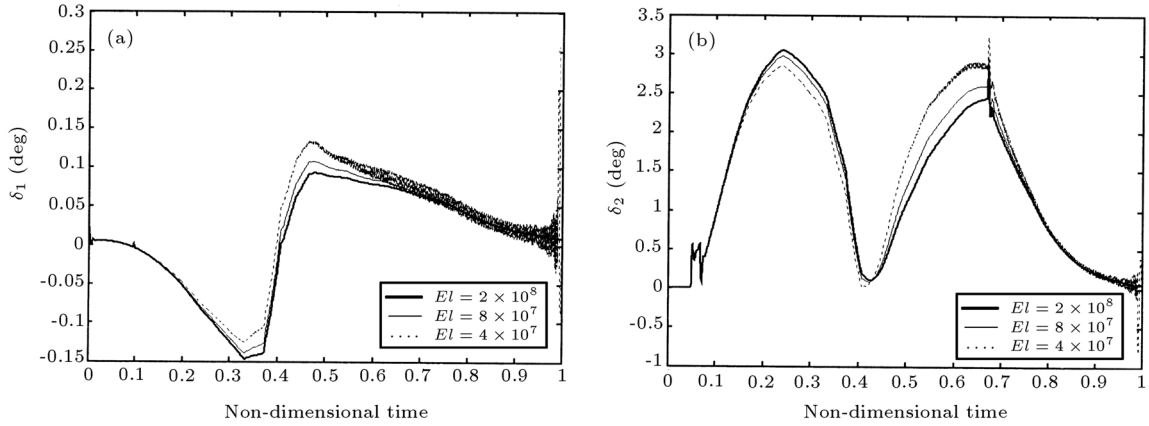 (a)
0.3
0.25
0.2
0.15
0.1
0.05
0
-0.05
-0.1
-0.15
δ1 (deg)
El = 2 × 10^8
El = 8 × 10^7
El = 4 × 10^7
0 0.1 0.2 0.3 0.4 0.5 0.6 0.7 0.8 0.9 1
Non-dimensional time
(b)
3.5
3
2.5
2
1.5
1
0.5
0
-0.5
-1
δ2 (deg)
El = 2 × 10^8
El = 8 × 10^7
El = 4 × 10^7
0 0.1 0.2 0.3 0.4 0.5 0.6 0.7 0.8 0.9 1
Non-dimensional time